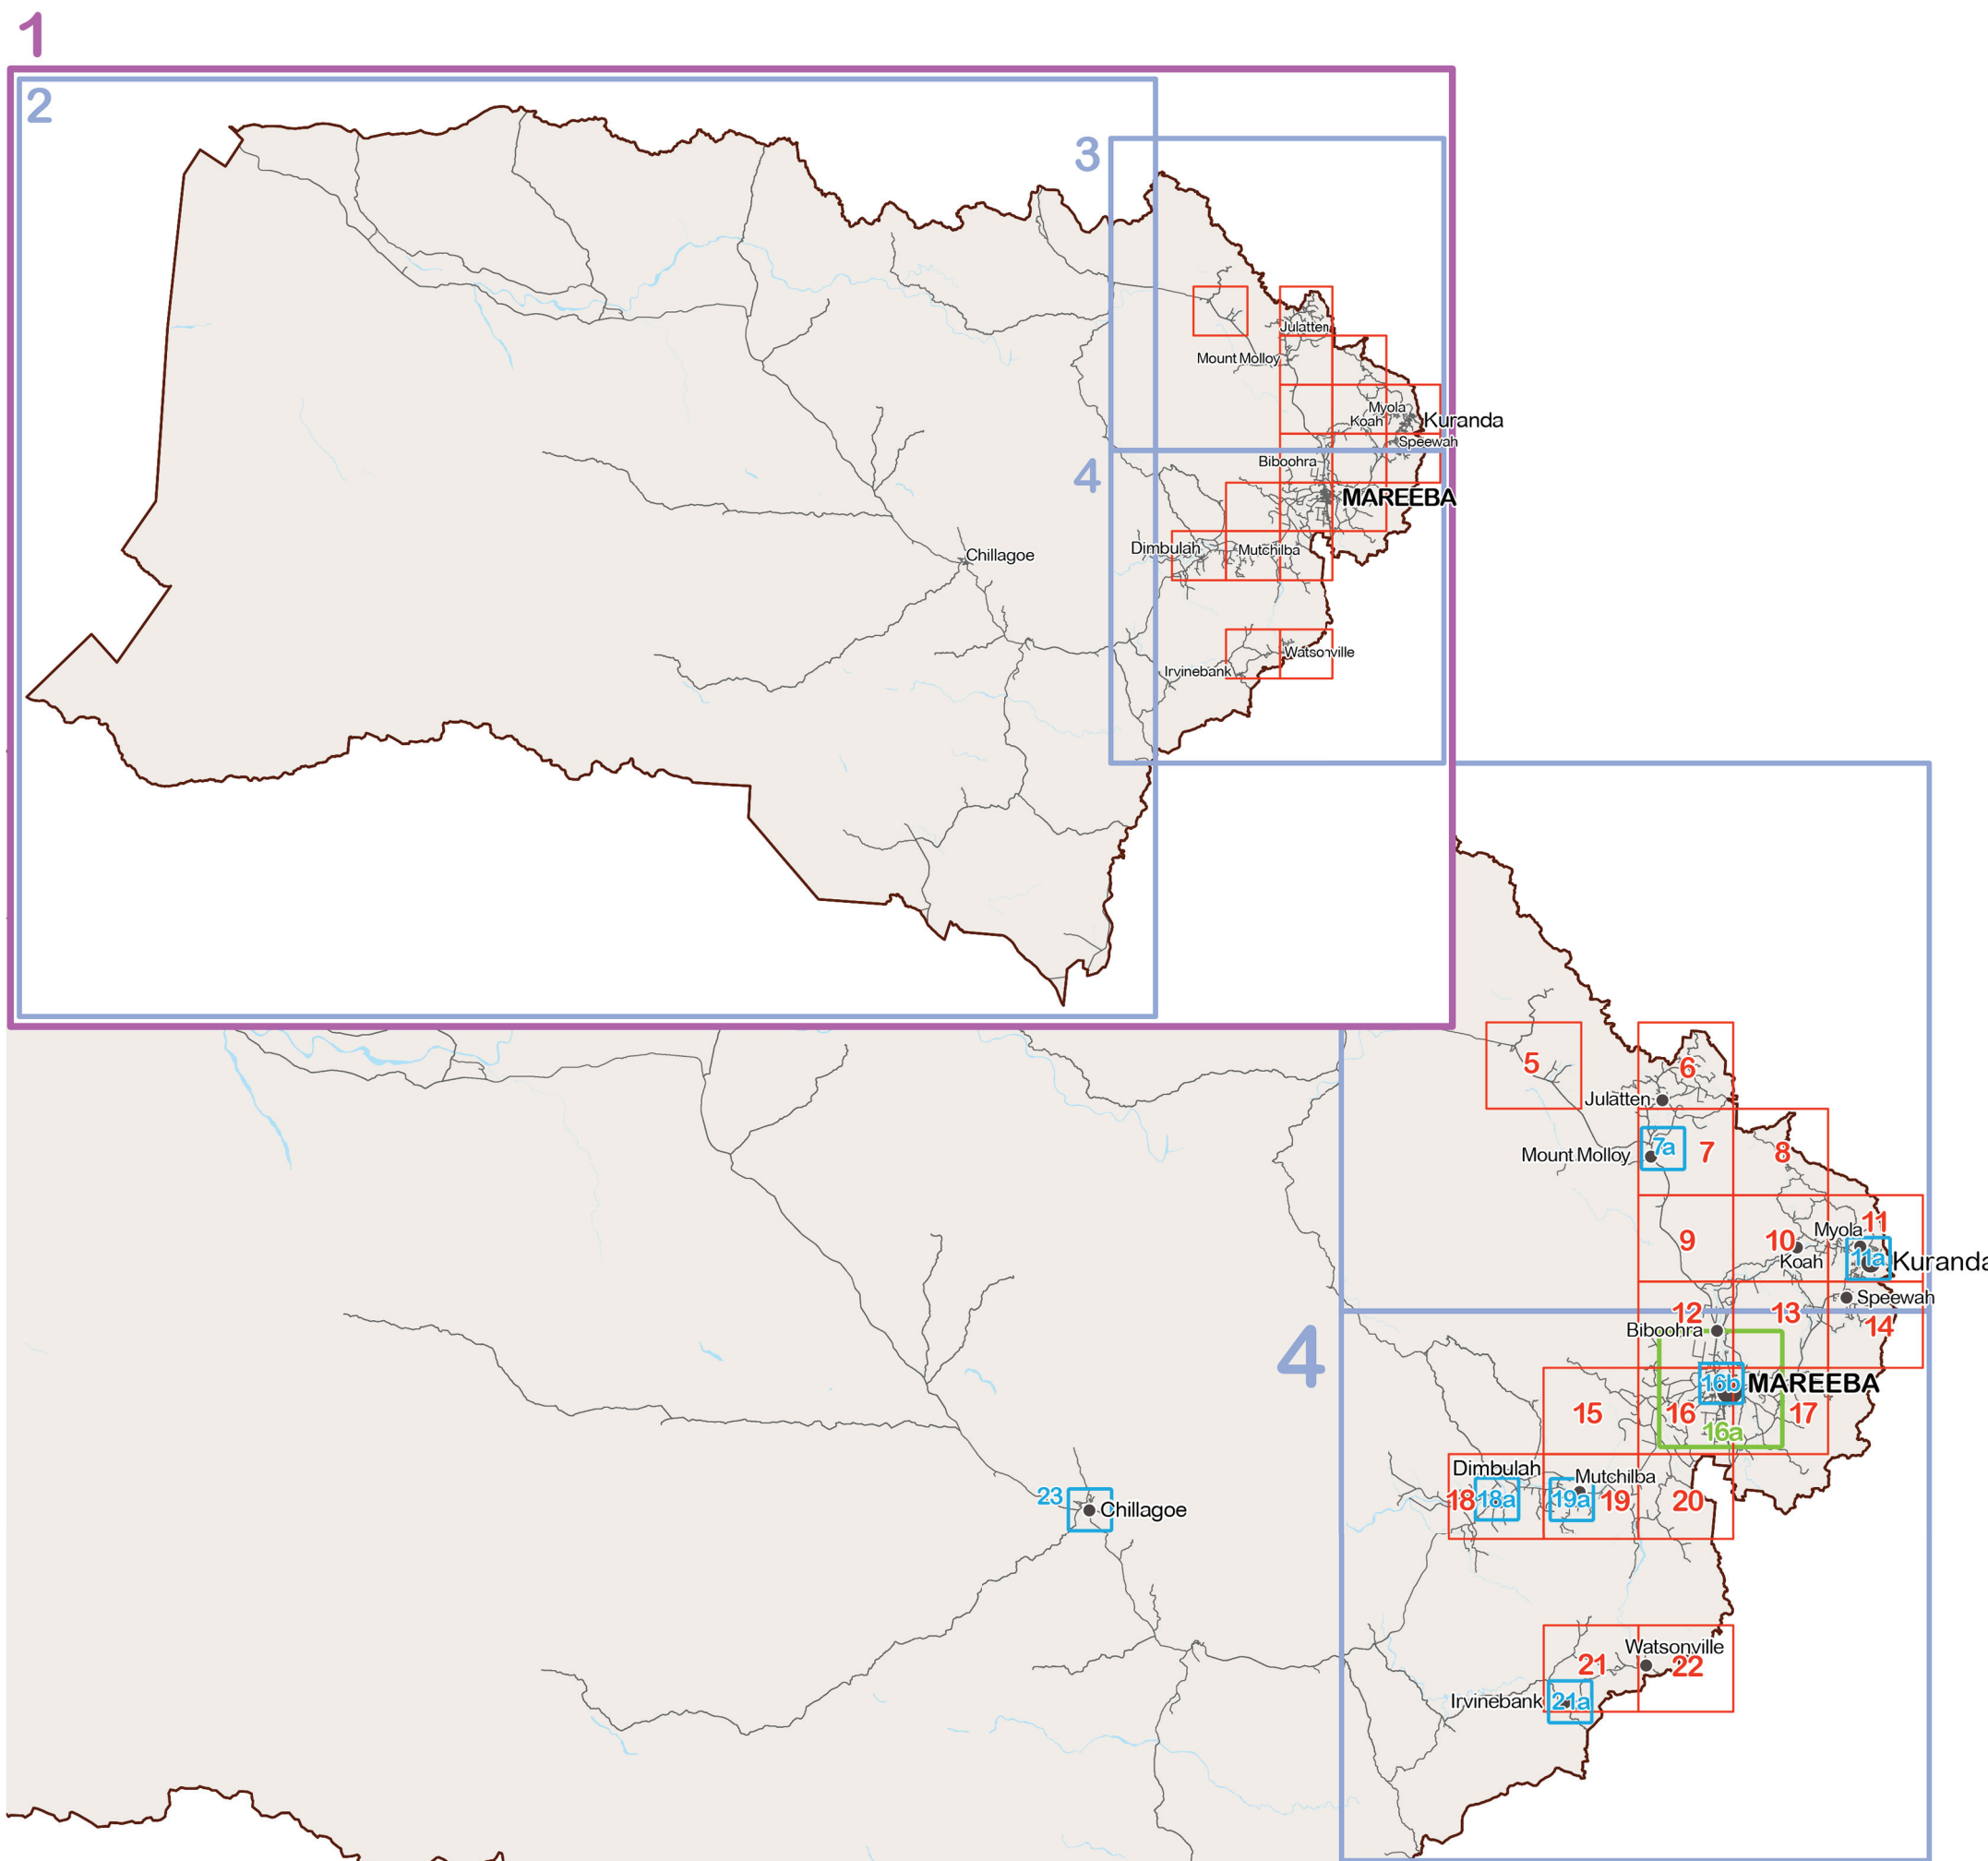 1
2
3
Julatten
Mount Molloy
Myola
Koah
Kuranda
Speewah
Biboohra
4
MAREEBA
Dimbulah
Mutchilba
Chillagoe
Watsonville
Irvinebank
5
6
Julatten
7a
7
8
Mount Molloy
11
Myola
9
10
Koah
11a
Kuranda
Speewah
12
13
14
Biboohra
4
16b
MAREEBA
15
16
17
16a
Dimbulah
Mutchilba
23
18
18a
19a
19
20
Chillagoe
Watsonville
21
22
Irvinebank
21a